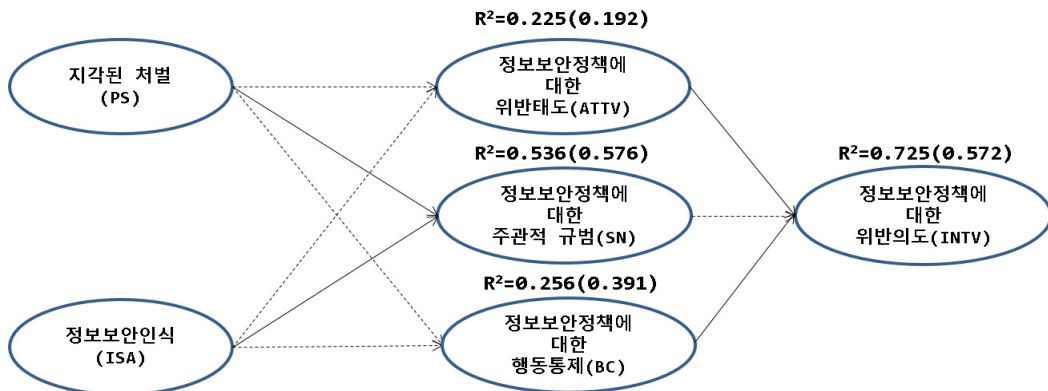 R²=0.225(0.192)
지각된 처벌
(PS)
정보보안정책에
대한
위반태도(ATTV)
R²=0.536(0.576)
정보보안정책에
대한
주관적 규범(SN)
R²=0.725(0.572)
정보보안정책에
대한
위반의도(INTV)
R²=0.256(0.391)
정보보안인식
(ISA)
정보보안정책에
대한
행동통제(BC)